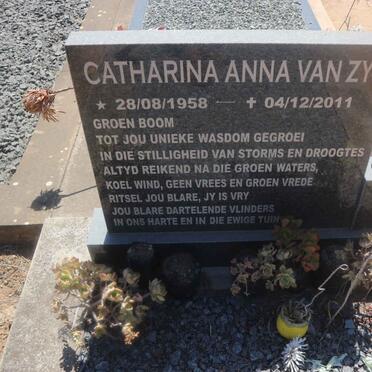 CATHARINA ANNA VAN ZY
★ 28/08/1958 — ✝ 04/12/2011
GROEN BOOM
TOT JOU UNIEKE WASDOM GEGROEI
IN DIE STILLIGHEID VAN STORMS EN DROOGTES
ALTYD REIKEND NA DIE GROEN WATERS,
KOEL WIND, GEEN VREES EN GROEN VREDE
RITSEL JOU BLARE, JY IS VRY
JOU BLARE DARTELENDE VLINDERS
IN ONS HARTE EN IN DIE EWIGE TUIN